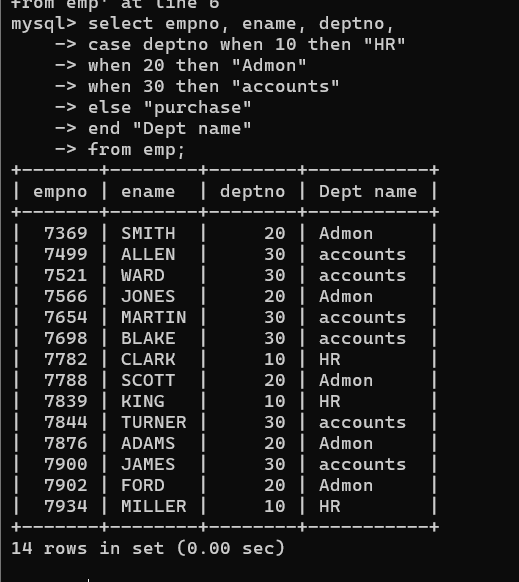 from emp' at line 6
mysql> select empno, ename, deptno,
    -> case deptno when 10 then "HR"
    -> when 20 then "Admon"
    -> when 30 then "accounts"
    -> else "purchase"
    -> end "Dept name"
    -> from emp;
+-------+--------+--------+-----------+
| empno | ename  | deptno | Dept name |
+-------+--------+--------+-----------+
|  7369 | SMITH  |     20 | Admon     |
|  7499 | ALLEN  |     30 | accounts  |
|  7521 | WARD   |     30 | accounts  |
|  7566 | JONES  |     20 | Admon     |
|  7654 | MARTIN |     30 | accounts  |
|  7698 | BLAKE  |     30 | accounts  |
|  7782 | CLARK  |     10 | HR        |
|  7788 | SCOTT  |     20 | Admon     |
|  7839 | KING   |     10 | HR        |
|  7844 | TURNER |     30 | accounts  |
|  7876 | ADAMS  |     20 | Admon     |
|  7900 | JAMES  |     30 | accounts  |
|  7902 | FORD   |     20 | Admon     |
|  7934 | MILLER |     10 | HR        |
+-------+--------+--------+-----------+
14 rows in set (0.00 sec)